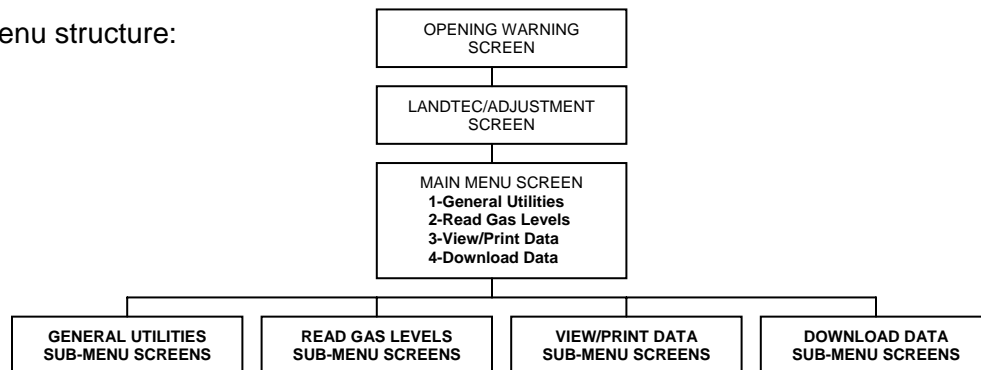 enu structure:
OPENING WARNING
SCREEN
LANDTEC/ADJUSTMENT
SCREEN
MAIN MENU SCREEN
1-General Utilities
2-Read Gas Levels
3-View/Print Data
4-Download Data
GENERAL UTILITIES
SUB-MENU SCREENS
READ GAS LEVELS
SUB-MENU SCREENS
VIEW/PRINT DATA
SUB-MENU SCREENS
DOWNLOAD DATA
SUB-MENU SCREENS